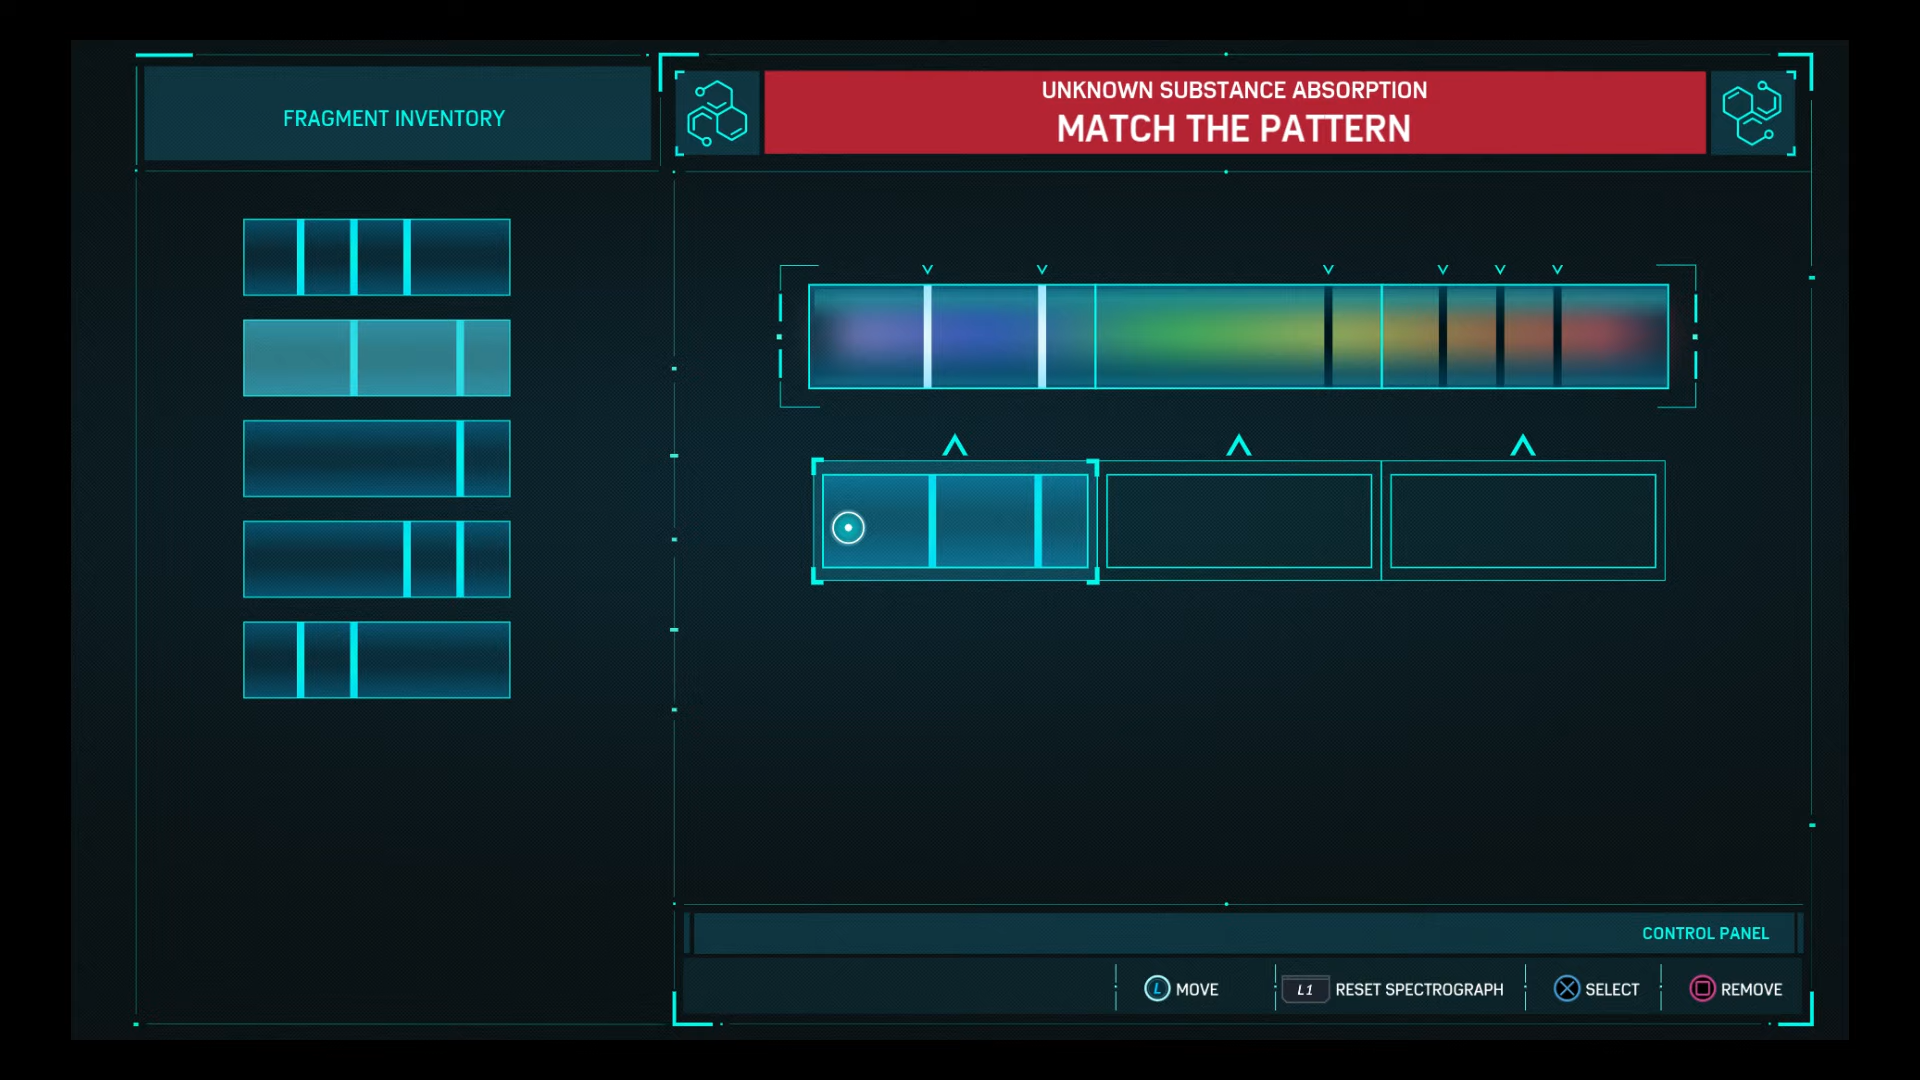 FRAGMENT INVENTORY
UNKNOWN SUBSTANCE ABSORPTION
MATCH THE PATTERN
CONTROL PANEL
L MOVE
L1 RESET SPECTROGRAPH
SELECT
REMOVE